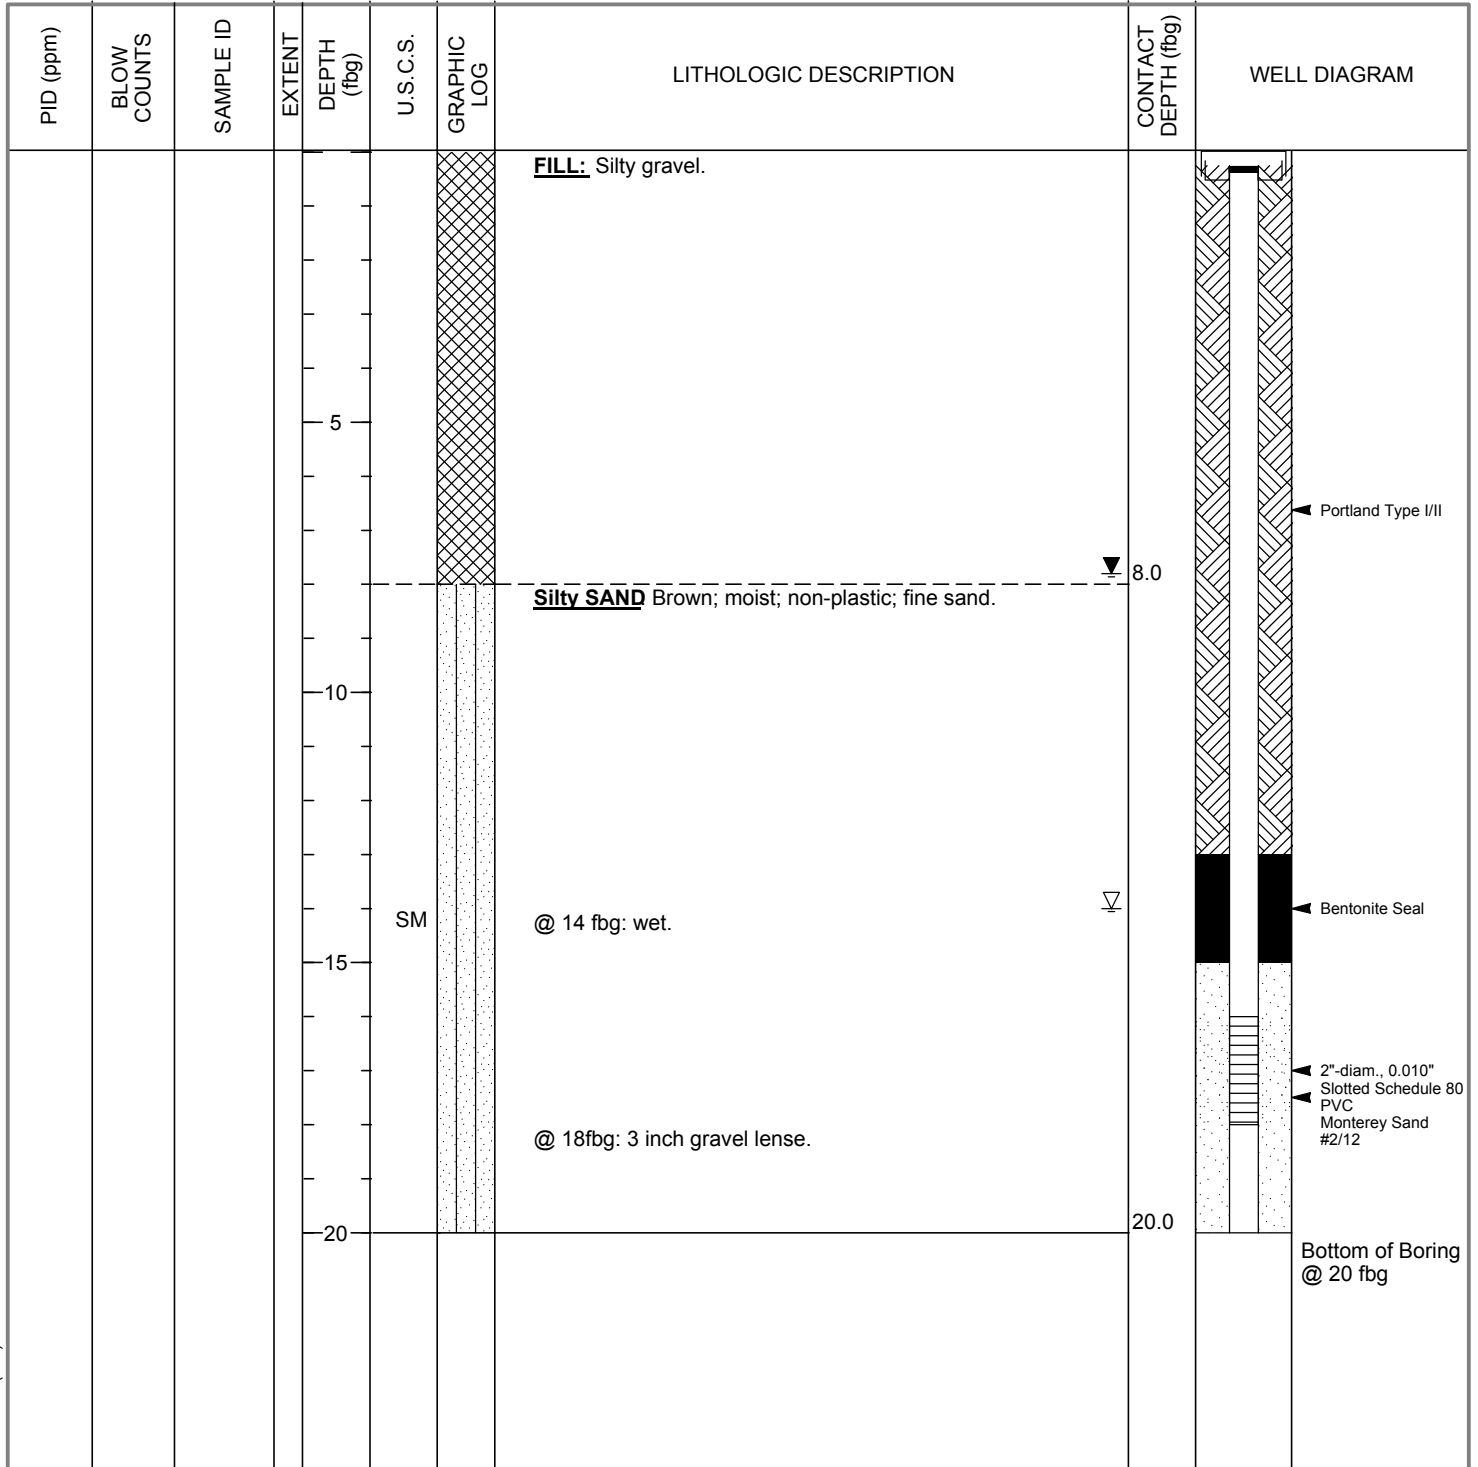 PID (ppm)
BLOW
COUNTS
SAMPLE ID
EXTENT
DEPTH
(fbg)
U.S.C.S.
GRAPHIC
LOG
LITHOLOGIC DESCRIPTION
CONTACT
DEPTH (fbg)
WELL DIAGRAM
FILL: Silty gravel.
5
Portland Type I/II
8.0
Silty SAND Brown; moist; non-plastic; fine sand.
10
SM
@ 14 fbg: wet.
Bentonite Seal
15
2"-diam., 0.010"
Slotted Schedule 80
PVC
Monterey Sand
#2/12
@ 18fbg: 3 inch gravel lense.
20.0
20
Bottom of Boring
@ 20 fbg